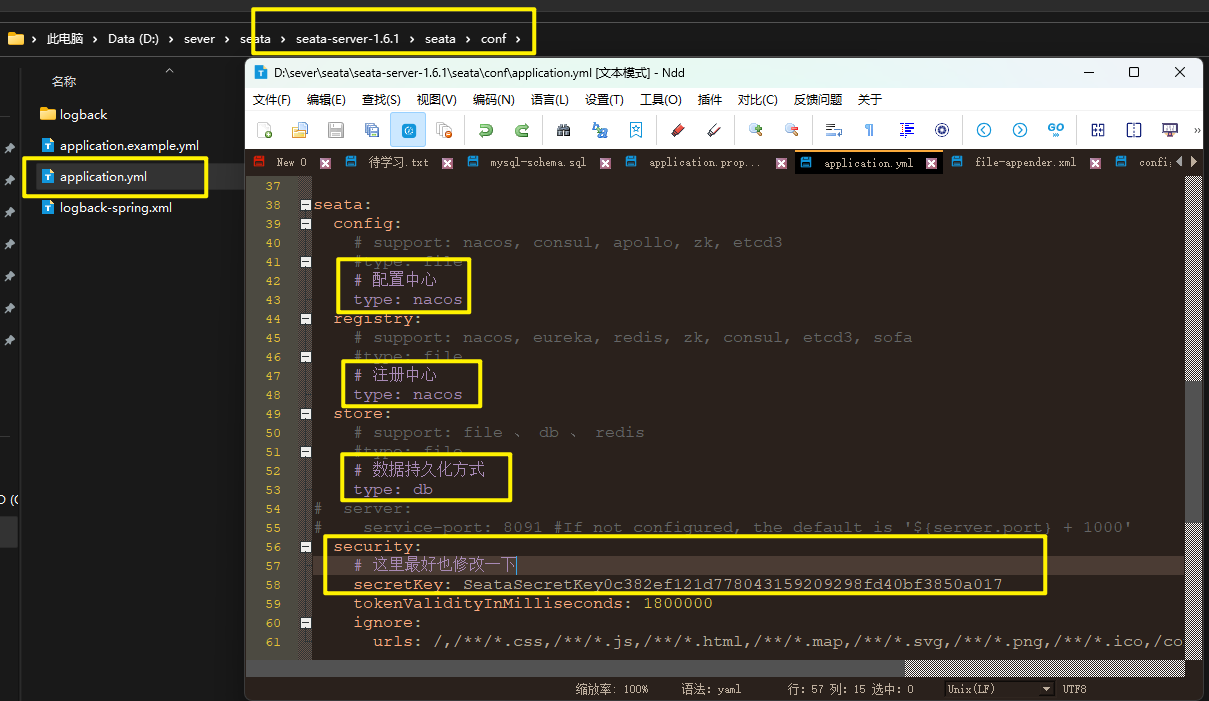 此电脑 › Data (D:) › sever › seata › seata-server-1.6.1 › seata › conf ›
名称
logback
application.example.yml
application.yml
logback-spring.xml
D:\sever\seata\seata-server-1.6.1\seata\conf\application.yml [文本模式] - Ndd
文件(F) 编辑(E) 查找(S) 视图(V) 编码(N) 语言(L) 设置(T) 工具(O) 插件 对比(C) 反馈问题 关于
New 0 待学习.txt mysql-schema.sql application.prop... application.yml file-appender.xml
37
38 seata:
39 config:
40 # support: nacos, consul, apollo, zk, etcd3
41 #type: file
42 # 配置中心
43 type: nacos
44 registry:
45 # support: nacos, eureka, redis, zk, consul, etcd3, sofa
46 #type: file
47 # 注册中心
48 type: nacos
49 store:
50 # support: file 、 db 、 redis
51 #type: file
52 # 数据持久化方式
53 type: db
54 # server:
55 # service-port: 8091 #If not configured, the default is '${server.port} + 1000'
56 security:
57 # 这里最好也修改一下
58 secretKey: SeataSecretKey0c382ef121d778043159209298fd40bf3850a017
59 tokenValidityInMilliseconds: 1800000
60 ignore:
61 urls: /,/**/*.css,/**/*.js,/**/*.html,/**/*.map,/**/*.svg,/**/*.png,/**/*.ico,/co
缩放率: 100% 语法: yaml 行: 57 列: 15 选中: 0 Unix(LF) UTF8